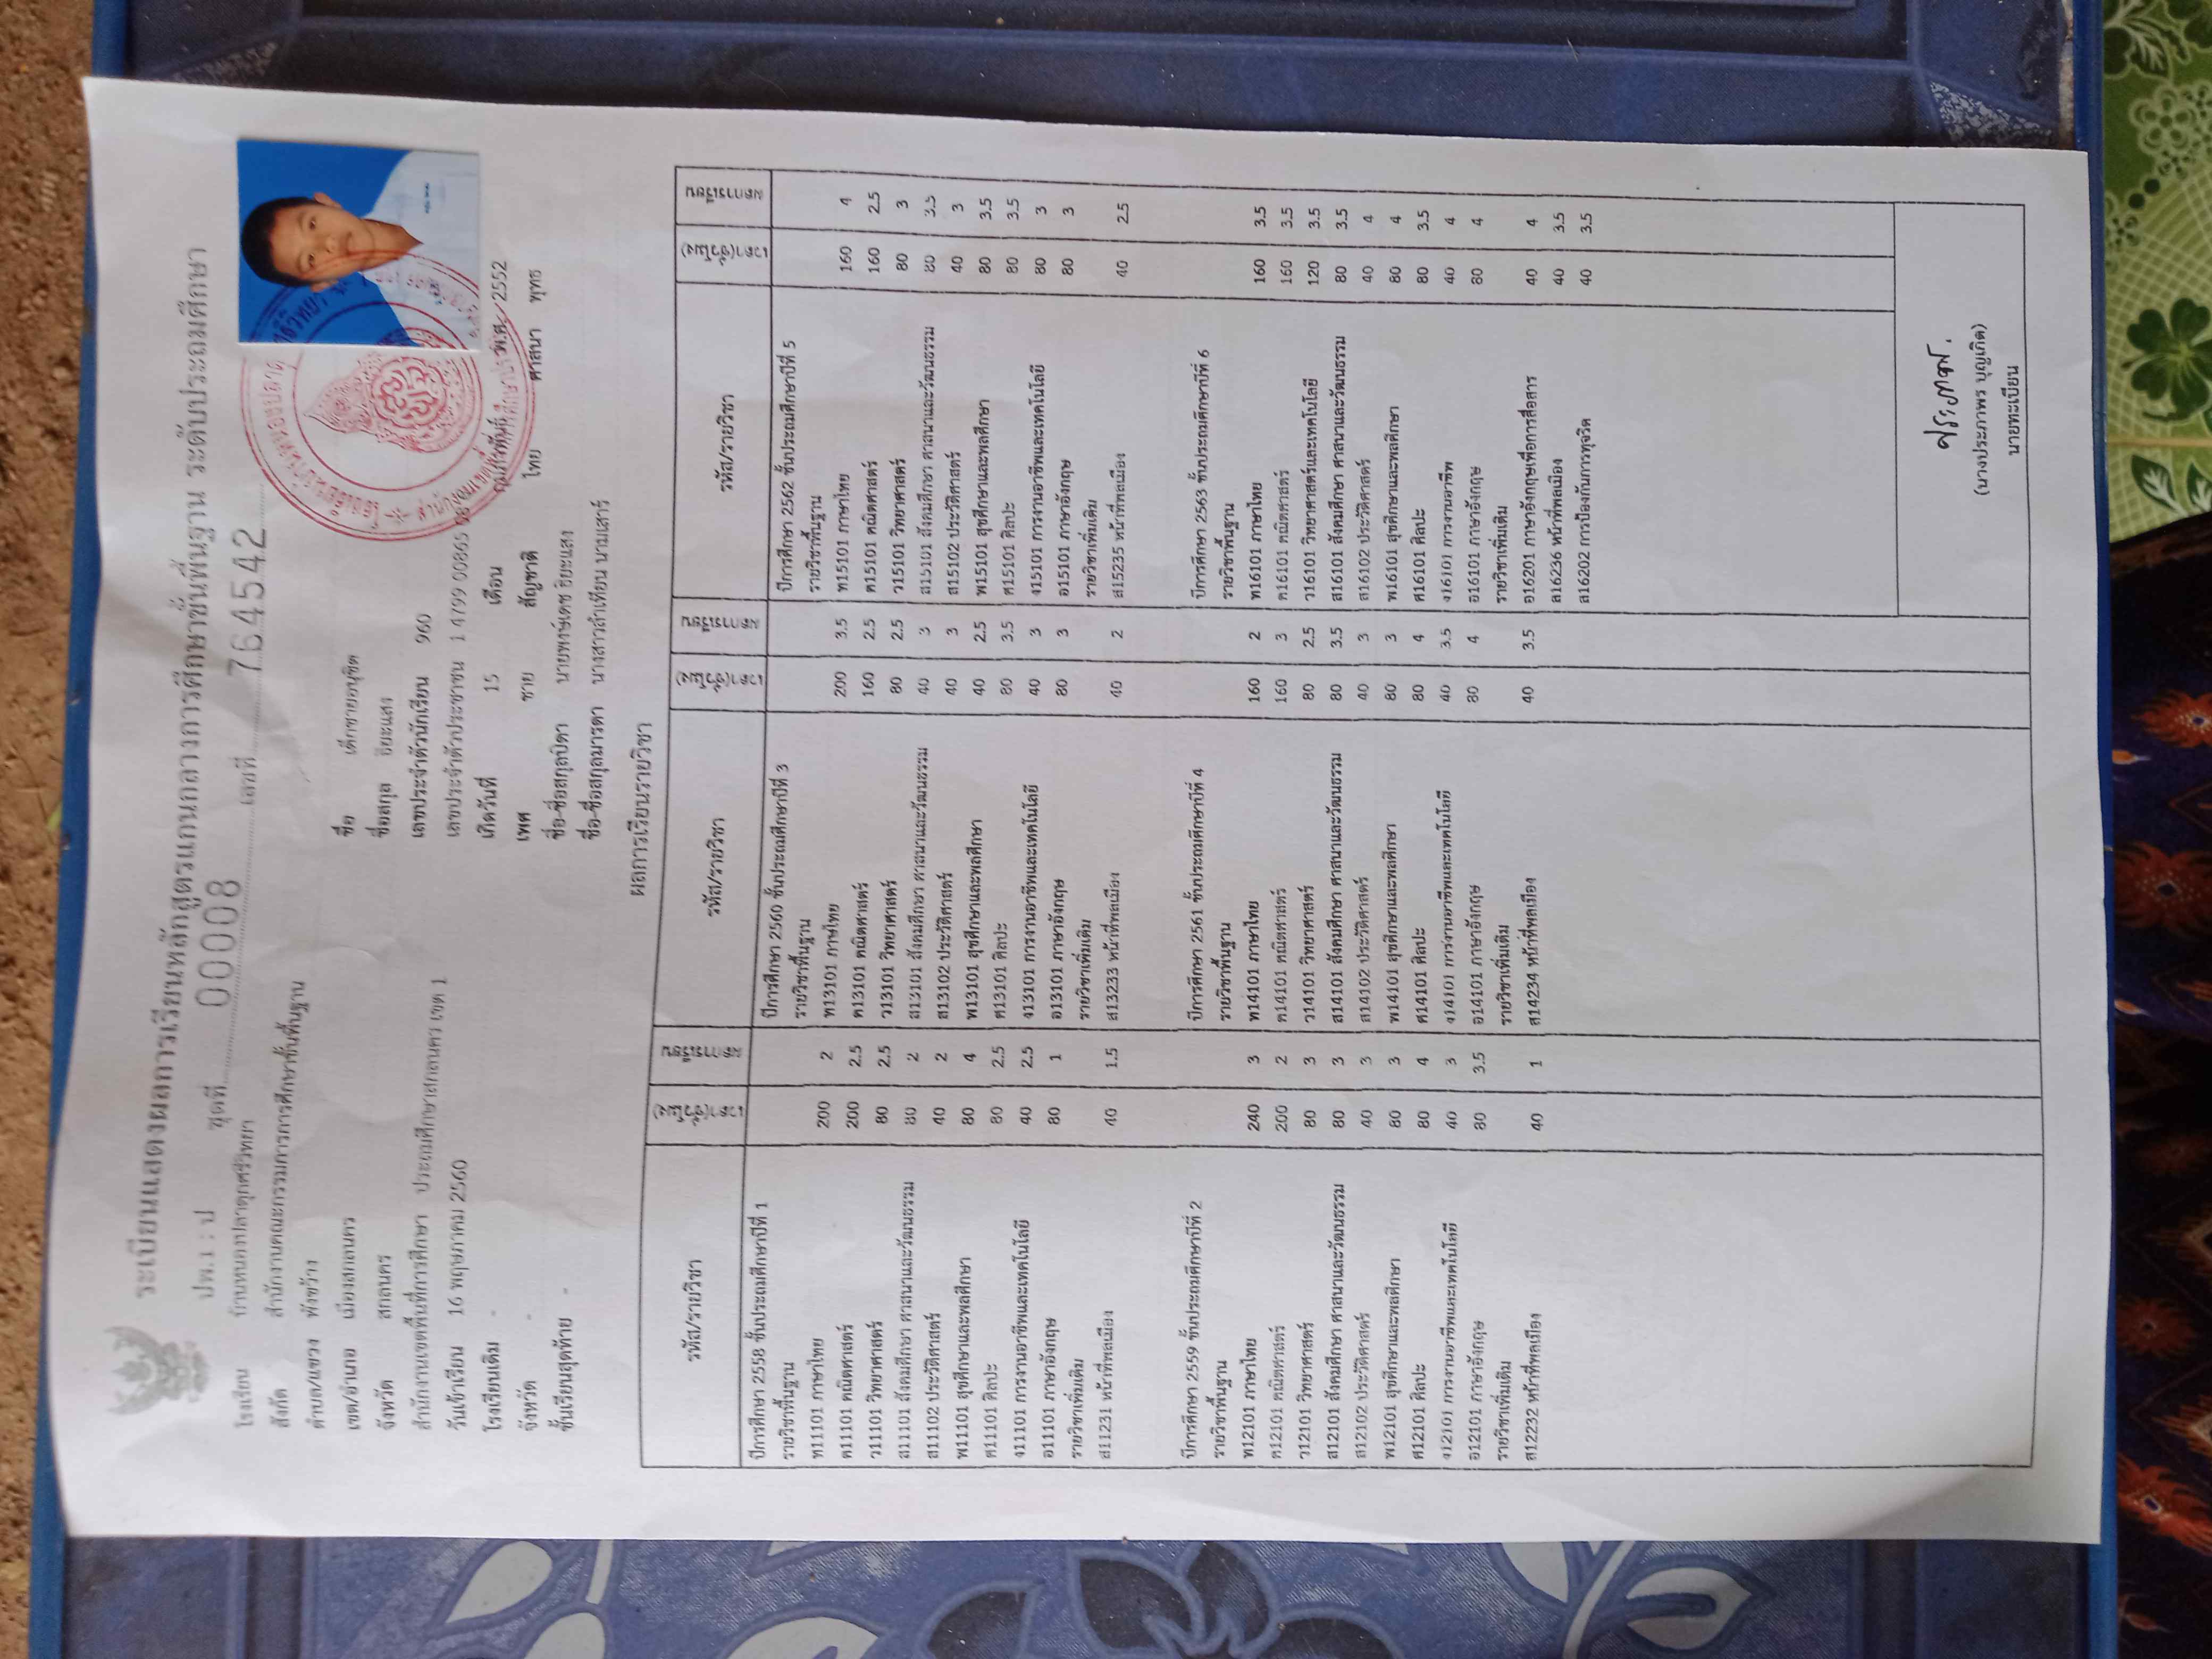 ระเบียนแสดงผลการเรียนหลักสูตรแกนกลางการศึกษาขั้นพื้นฐาน ระดับประถมศึกษา
ปพ.1 : ป ชุดที่ 00008 เลขที่ 764542
โรงเรียน บ้านหนองปลาดุกศรีวิทยา
สังกัด สำนักงานคณะกรรมการการศึกษาขั้นพื้นฐาน
ตำบล/แขวง พังขว้าง
เขต/อำเภอ เมืองสกลนคร
จังหวัด สกลนคร
สำนักงานเขตพื้นที่การศึกษา ประถมศึกษาสกลนคร เขต 1
วันเข้าเรียน 16 พฤษภาคม 2560
โรงเรียนเดิม -
จังหวัด -
ชั้นเรียนสุดท้าย -
ชื่อ เด็กชายอนุชิต
ชื่อสกุล อิยะแสง
เลขประจำตัวนักเรียน 960
เลขประจำตัวประชาชน 1 4799 00865
เกิดวันที่ 15 เดือน กุมภาพันธ์ พ.ศ. 2552
เพศ ชาย สัญชาติ ไทย ศาสนา พุทธ
ชื่อ-ชื่อสกุลบิดา นายพงษ์เดช อิยะแสง
ชื่อ-ชื่อสกุลมารดา นางสาวลำเทียน นามเสาร์
ผลการเรียนรายวิชา
รหัส/รายวิชา เวลา(ชั่วโมง) ผลการเรียน
ปีการศึกษา 2558 ชั้นประถมศึกษาปีที่ 1
รายวิชาพื้นฐาน
ท11101 ภาษาไทย 200 2
ค11101 คณิตศาสตร์ 200 2.5
ว11101 วิทยาศาสตร์ 80 2.5
ส11101 สังคมศึกษา ศาสนาและวัฒนธรรม 80 2
ส11102 ประวัติศาสตร์ 40 2
พ11101 สุขศึกษาและพลศึกษา 80 4
ศ11101 ศิลปะ 80 2.5
ง11101 การงานอาชีพและเทคโนโลยี 40 2.5
อ11101 ภาษาอังกฤษ 80 1
รายวิชาเพิ่มเติม
ส11231 หน้าที่พลเมือง 40 1.5
ปีการศึกษา 2559 ชั้นประถมศึกษาปีที่ 2
รายวิชาพื้นฐาน
ท12101 ภาษาไทย 240 3
ค12101 คณิตศาสตร์ 200 2
ว12101 วิทยาศาสตร์ 80 3
ส12101 สังคมศึกษา ศาสนาและวัฒนธรรม 80 3
ส12102 ประวัติศาสตร์ 40 3
พ12101 สุขศึกษาและพลศึกษา 80 3
ศ12101 ศิลปะ 80 4
ง12101 การงานอาชีพและเทคโนโลยี 40 3
อ12101 ภาษาอังกฤษ 80 3.5
รายวิชาเพิ่มเติม
ส12232 หน้าที่พลเมือง 40 1
รหัส/รายวิชา เวลา(ชั่วโมง) ผลการเรียน
ปีการศึกษา 2560 ชั้นประถมศึกษาปีที่ 3
รายวิชาพื้นฐาน
ท13101 ภาษาไทย 200 3.5
ค13101 คณิตศาสตร์ 160 2.5
ว13101 วิทยาศาสตร์ 80 2.5
ส13101 สังคมศึกษา ศาสนาและวัฒนธรรม 40 3
ส13102 ประวัติศาสตร์ 40 3
พ13101 สุขศึกษาและพลศึกษา 40 2.5
ศ13101 ศิลปะ 80 3.5
ง13101 การงานอาชีพและเทคโนโลยี 40 3
อ13101 ภาษาอังกฤษ 80 3
รายวิชาเพิ่มเติม
ส13233 หน้าที่พลเมือง 40 2
ปีการศึกษา 2561 ชั้นประถมศึกษาปีที่ 4
รายวิชาพื้นฐาน
ท14101 ภาษาไทย 160 2
ค14101 คณิตศาสตร์ 160 3
ว14101 วิทยาศาสตร์ 80 2.5
ส14101 สังคมศึกษา ศาสนาและวัฒนธรรม 80 3.5
ส14102 ประวัติศาสตร์ 40 3
พ14101 สุขศึกษาและพลศึกษา 80 3
ศ14101 ศิลปะ 80 4
ง14101 การงานอาชีพและเทคโนโลยี 40 3.5
อ14101 ภาษาอังกฤษ 80 4
รายวิชาเพิ่มเติม
ส14234 หน้าที่พลเมือง 40 3.5
รหัส/รายวิชา เวลา(ชั่วโมง) ผลการเรียน
ปีการศึกษา 2562 ชั้นประถมศึกษาปีที่ 5
รายวิชาพื้นฐาน
ท15101 ภาษาไทย 160 4
ค15101 คณิตศาสตร์ 160 2.5
ว15101 วิทยาศาสตร์ 80 3
ส15101 สังคมศึกษา ศาสนาและวัฒนธรรม 80 3.5
ส15102 ประวัติศาสตร์ 40 3
พ15101 สุขศึกษาและพลศึกษา 80 3.5
ศ15101 ศิลปะ 80 3.5
ง15101 การงานอาชีพและเทคโนโลยี 80 3
อ15101 ภาษาอังกฤษ 80 3
รายวิชาเพิ่มเติม
ส15235 หน้าที่พลเมือง 40 2.5
ปีการศึกษา 2563 ชั้นประถมศึกษาปีที่ 6
รายวิชาพื้นฐาน
ท16101 ภาษาไทย 160 3.5
ค16101 คณิตศาสตร์ 160 3.5
ว16101 วิทยาศาสตร์และเทคโนโลยี 120 3.5
ส16101 สังคมศึกษา ศาสนาและวัฒนธรรม 80 3.5
ส16102 ประวัติศาสตร์ 40 4
พ16101 สุขศึกษาและพลศึกษา 80 4
ศ16101 ศิลปะ 80 3.5
ง16101 การงานอาชีพ 40 4
อ16101 ภาษาอังกฤษ 80 4
รายวิชาเพิ่มเติม
อ16201 ภาษาอังกฤษเพื่อการสื่อสาร 40 4
ส16236 หน้าที่พลเมือง 40 3.5
ส16202 การป้องกันการทุจริต 40 3.5
(นางประภาพร บุญเกิด)
นายทะเบียน